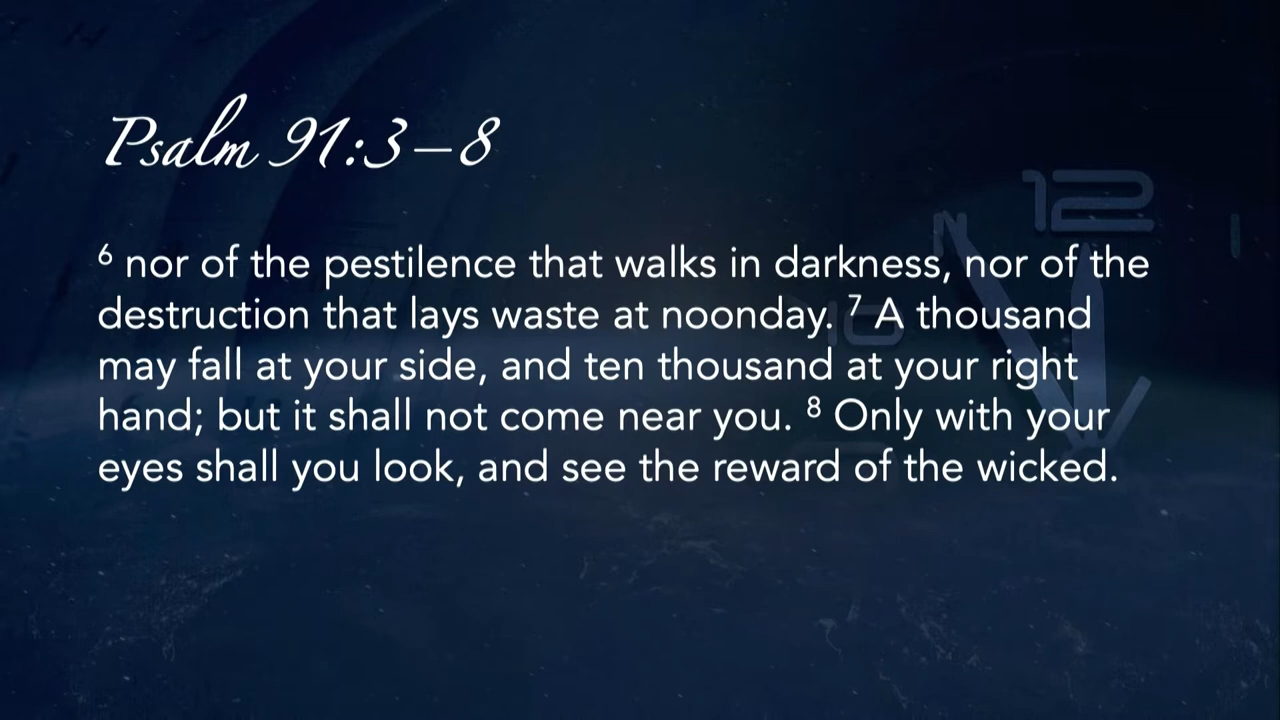 Psalm 91:3–8
12
10
⁶ nor of the pestilence that walks in darkness, nor of the
destruction that lays waste at noonday. ⁷ A thousand
may fall at your side, and ten thousand at your right
hand; but it shall not come near you. ⁸ Only with your
eyes shall you look, and see the reward of the wicked.